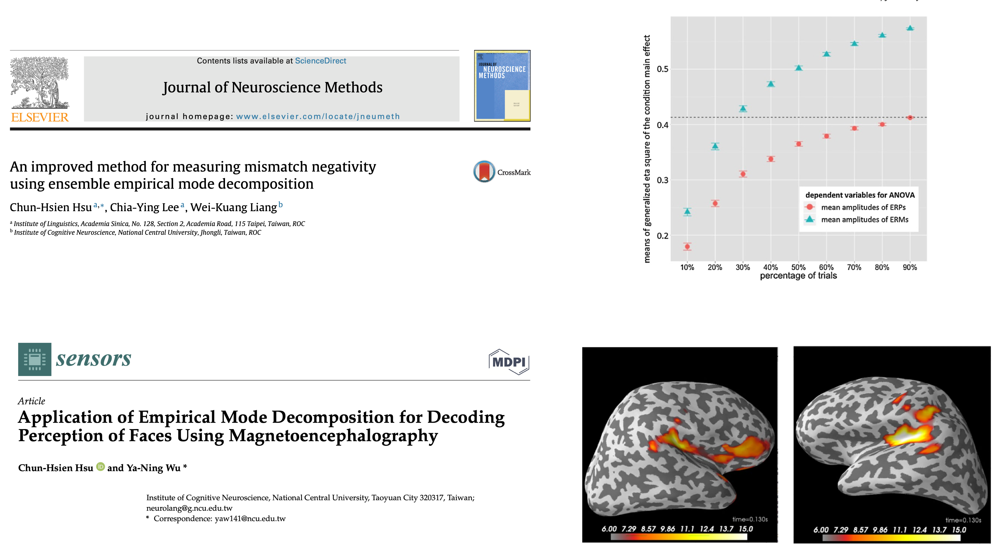 Contents lists available at ScienceDirect
Journal of Neuroscience Methods
journal homepage: www.elsevier.com/locate/jneumeth
NON SOLUS
ELSEVIER
JOURNAL OF
NEUROSCIENCE
METHODS
An improved method for measuring mismatch negativity
using ensemble empirical mode decomposition
CrossMark
Chun-Hsien Hsu a,*, Chia-Ying Lee a, Wei-Kuang Liang b
a Institute of Linguistics, Academia Sinica, No. 128, Section 2, Academia Road, 115 Taipei, Taiwan, ROC
b Institute of Cognitive Neuroscience, National Central University, Jhongli, Taiwan, ROC
means of generalized eta square of the condition main effect
0.5
0.4
0.3
0.2
dependent variables for ANOVA
mean amplitudes of ERPs
mean amplitudes of ERMs
10% 20% 30% 40% 50% 60% 70% 80% 90%
percentage of trials
sensors
MDPI
Article
Application of Empirical Mode Decomposition for Decoding
Perception of Faces Using Magnetoencephalography
Chun-Hsien Hsu iD and Ya-Ning Wu *
Institute of Cognitive Neuroscience, National Central University, Taoyuan City 320317, Taiwan;
neurolang@g.ncu.edu.tw
* Correspondence: yaw141@ncu.edu.tw
time=0.130s
6.00 7.29 8.57 9.86 11.1 12.4 13.7 15.0
time=0.130s
6.00 7.29 8.57 9.86 11.1 12.4 13.7 15.0